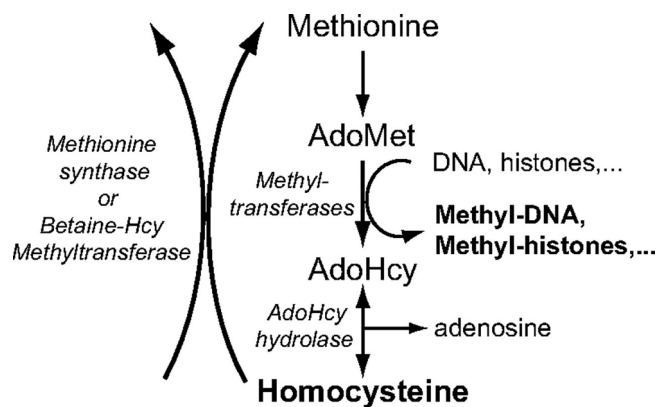 Methionine
AdoMet
Methionine
synthase
or
Betaine-Hcy
Methyltransferase
Methyl-
transferases
DNA, histones,...
Methyl-DNA,
Methyl-histones,...
AdoHcy
AdoHcy
hydrolase
adenosine
Homocysteine